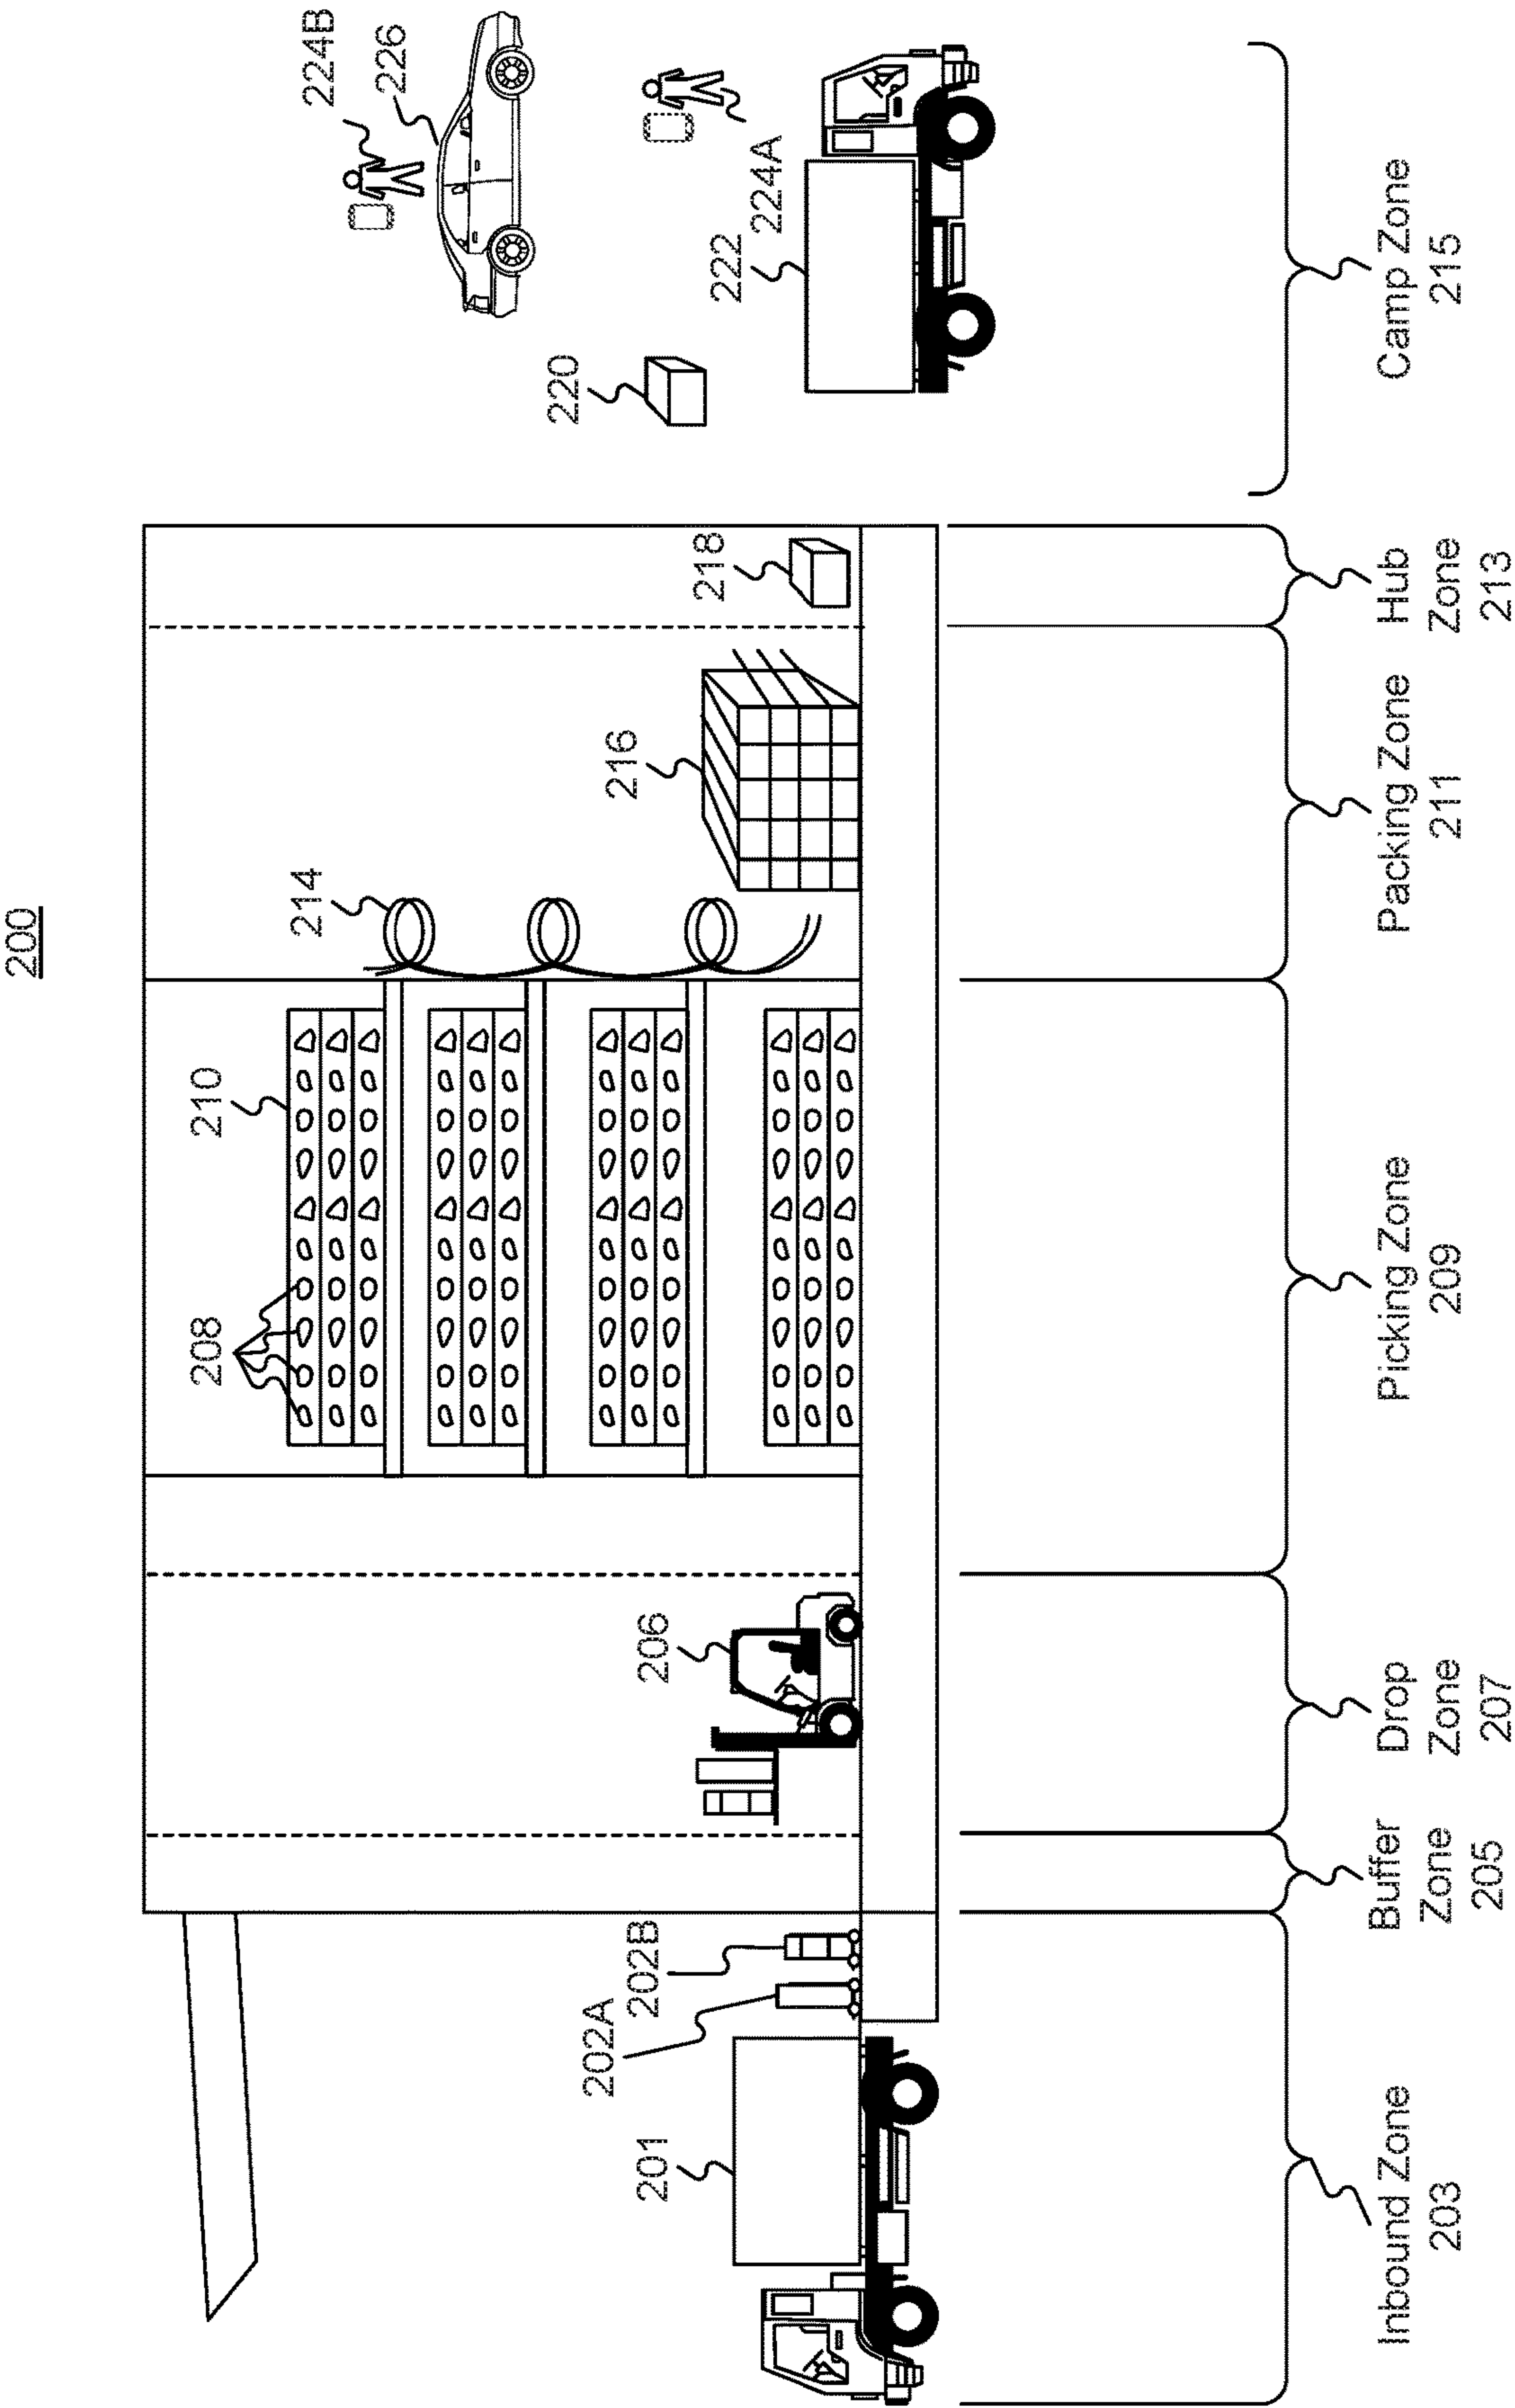 200
224B
226
224A
222
220
218
216
214
210
208
206
202B
202A
201
Inbound Zone
203
Buffer
Zone
205
Drop
Zone
207
Picking Zone
209
Packing Zone
211
Hub
Zone
213
Camp Zone
215